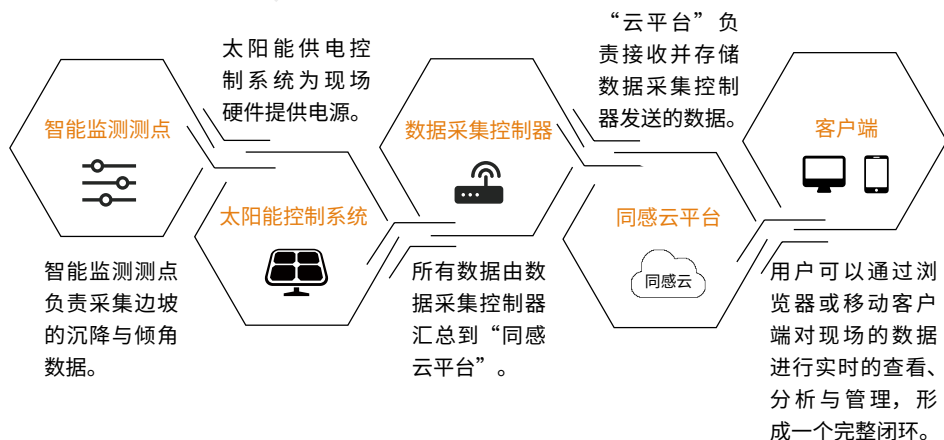 智能监测测点
智能监测测点
负责采集边坡
的沉降与倾角
数据。
太阳能供电控
制系统为现场
硬件提供电源。
太阳能控制系统
数据采集控制器
所有数据由数
据采集控制器
汇总到“同感
云平台”。
“云平台”负
责接收并存储
数据采集控制
器发送的数据。
同感云平台
同感云
客户端
用户可以通过浏
览器或移动客户
端对现场的数据
进行实时的查看、
分析与管理，形
成一个完整闭环。